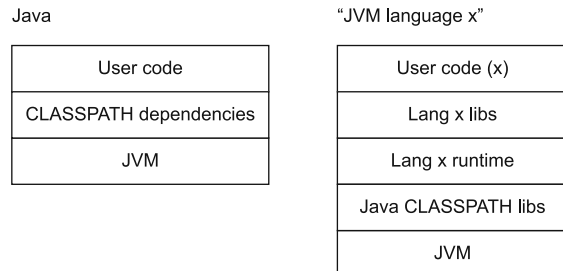 Java
User code
CLASSPATH dependencies
JVM
“JVM language x”
User code (x)
Lang x libs
Lang x runtime
Java CLASSPATH libs
JVM